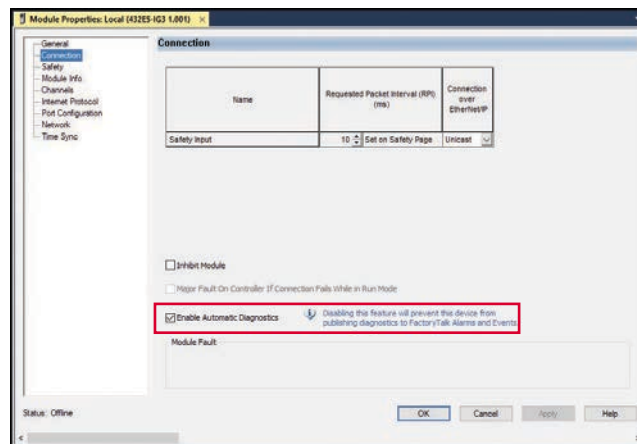 Module Properties: Local (432ES-IG3 1.001) ×
General
Connection
Safety
Module Info
Channels
Internet Protocol
Port Configuration
Network
Time Sync
Connection
Name
Requested Packet Interval (RPI)
(ms)
Connection
over
EtherNet/IP
Safety Input
10 Set on Safety Page
Unicast
Inhibit Module
Major Fault On Controller If Connection Fails While in Run Mode
Enable Automatic Diagnostics
Disabling this feature will prevent this device from
publishing diagnostics to FactoryTalk Alarms and Events.
Module Fault
Status: Offline
OK
Cancel
Apply
Help